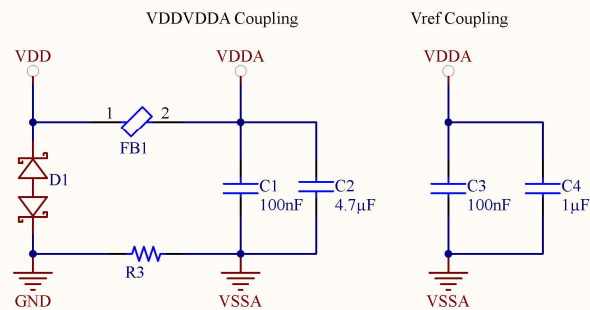 VDDVDDA Coupling
Vref Coupling
VDD
VDDA
VDDA
1
2
FB1
D1
C1
100nF
C2
4.7µF
C3
100nF
C4
1µF
R3
GND
VSSA
VSSA